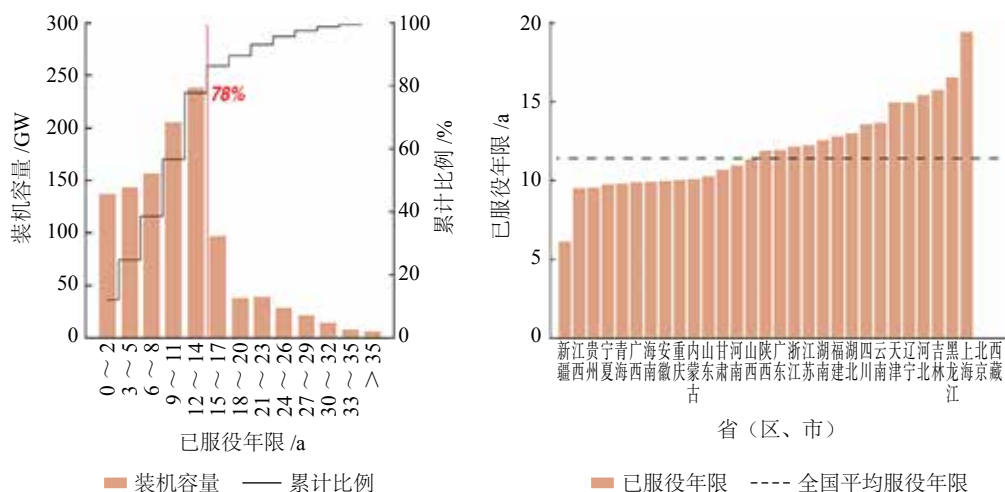 300
250
200
150
100
50
0
装机容量 /GW
100
80
60
40
20
0
累计比例 /%
78%
0～2
3～5
6～8
9～11
12～14
15～17
18～20
21～23
24～26
27～29
30～32
33～35
＞35
已服役年限 /a
装机容量
累计比例
20
15
10
5
0
已服役年限 /a
新疆
江西
贵州
宁夏
青海
广西
海南
安徽
重庆
内蒙古
山东
甘肃
河南
山西
陕西
广东
浙江
江苏
湖南
福建
湖北
四川
云南
天津
辽宁
河北
吉林
黑龙江
上海
北京
西藏
省（区、市）
已服役年限
全国平均服役年限